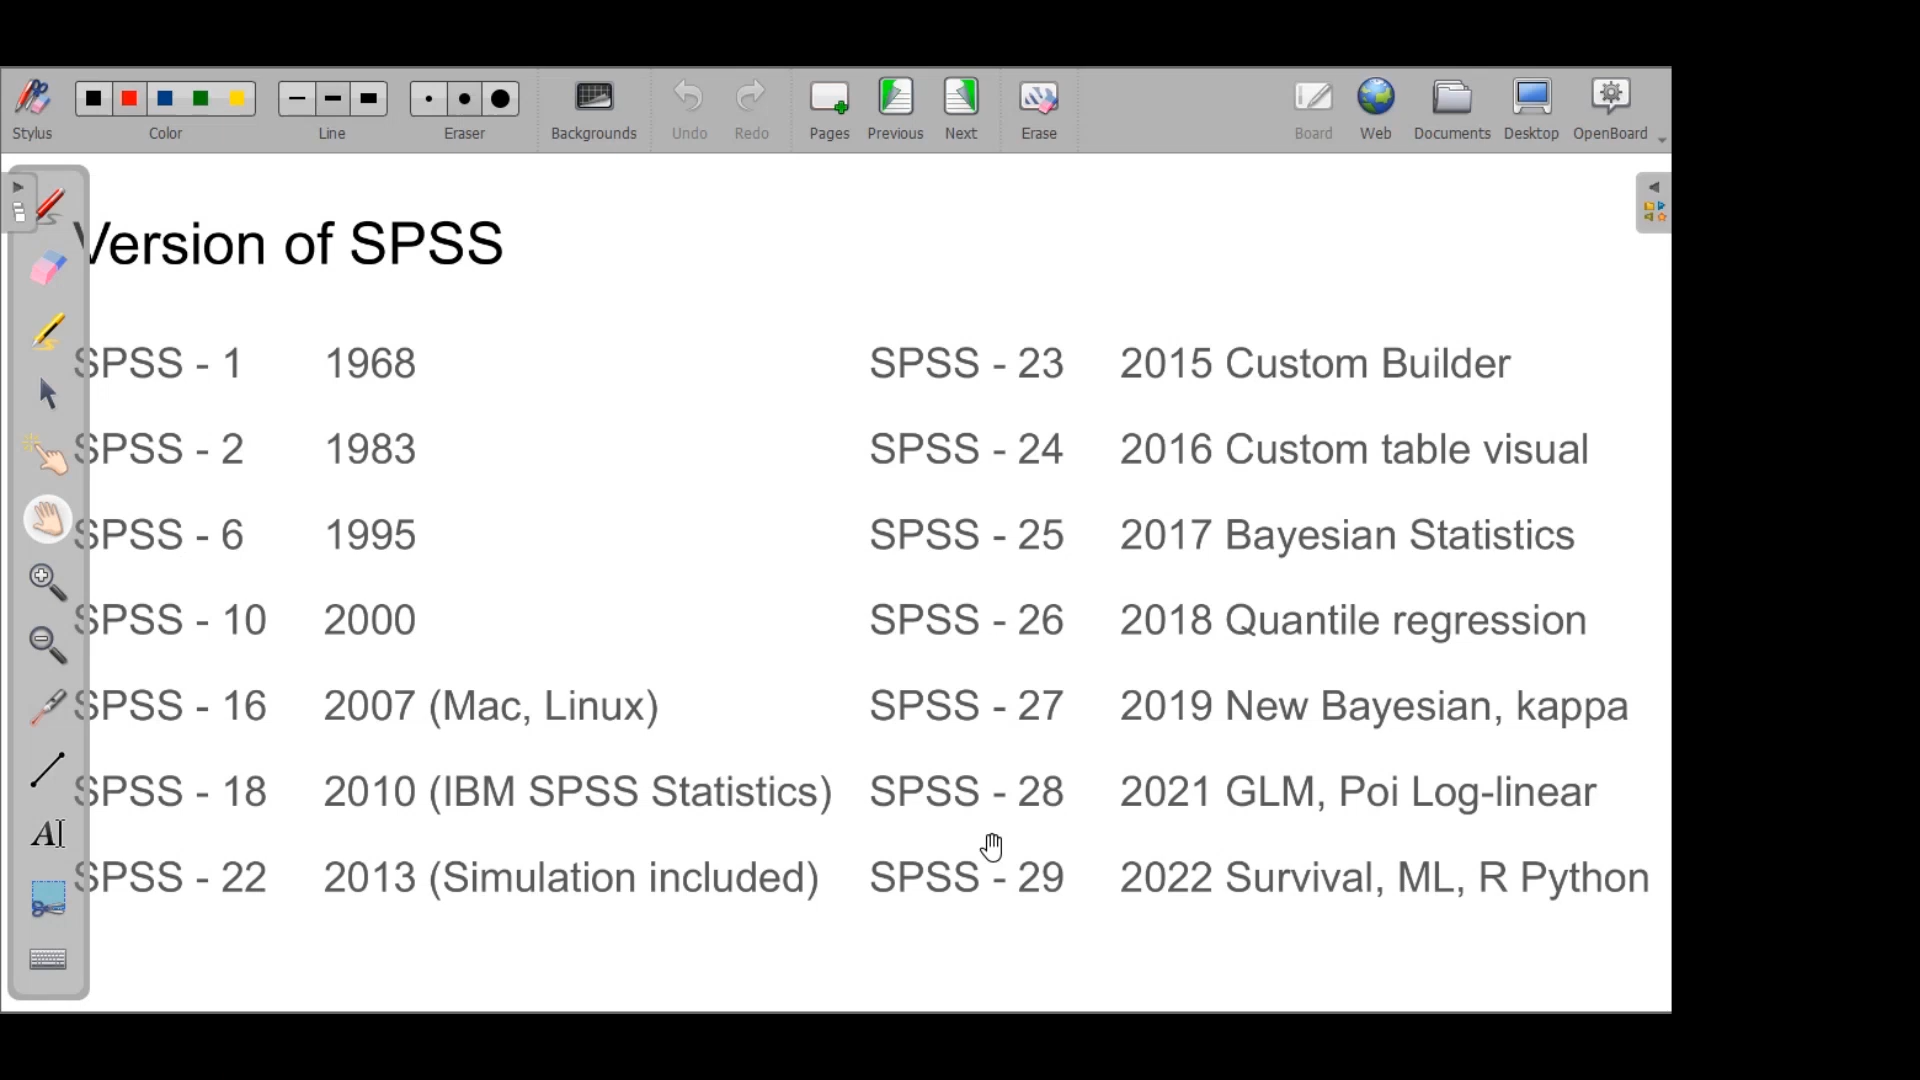 Stylus Color Line Eraser Backgrounds Undo Redo Pages Previous Next Erase Board Web Documents Desktop OpenBoard
Version of SPSS
SPSS - 1 1968
SPSS - 2 1983
SPSS - 6 1995
SPSS - 10 2000
SPSS - 16 2007 (Mac, Linux)
SPSS - 18 2010 (IBM SPSS Statistics)
SPSS - 22 2013 (Simulation included)
SPSS - 23 2015 Custom Builder
SPSS - 24 2016 Custom table visual
SPSS - 25 2017 Bayesian Statistics
SPSS - 26 2018 Quantile regression
SPSS - 27 2019 New Bayesian, kappa
SPSS - 28 2021 GLM, Poi Log-linear
SPSS - 29 2022 Survival, ML, R Python